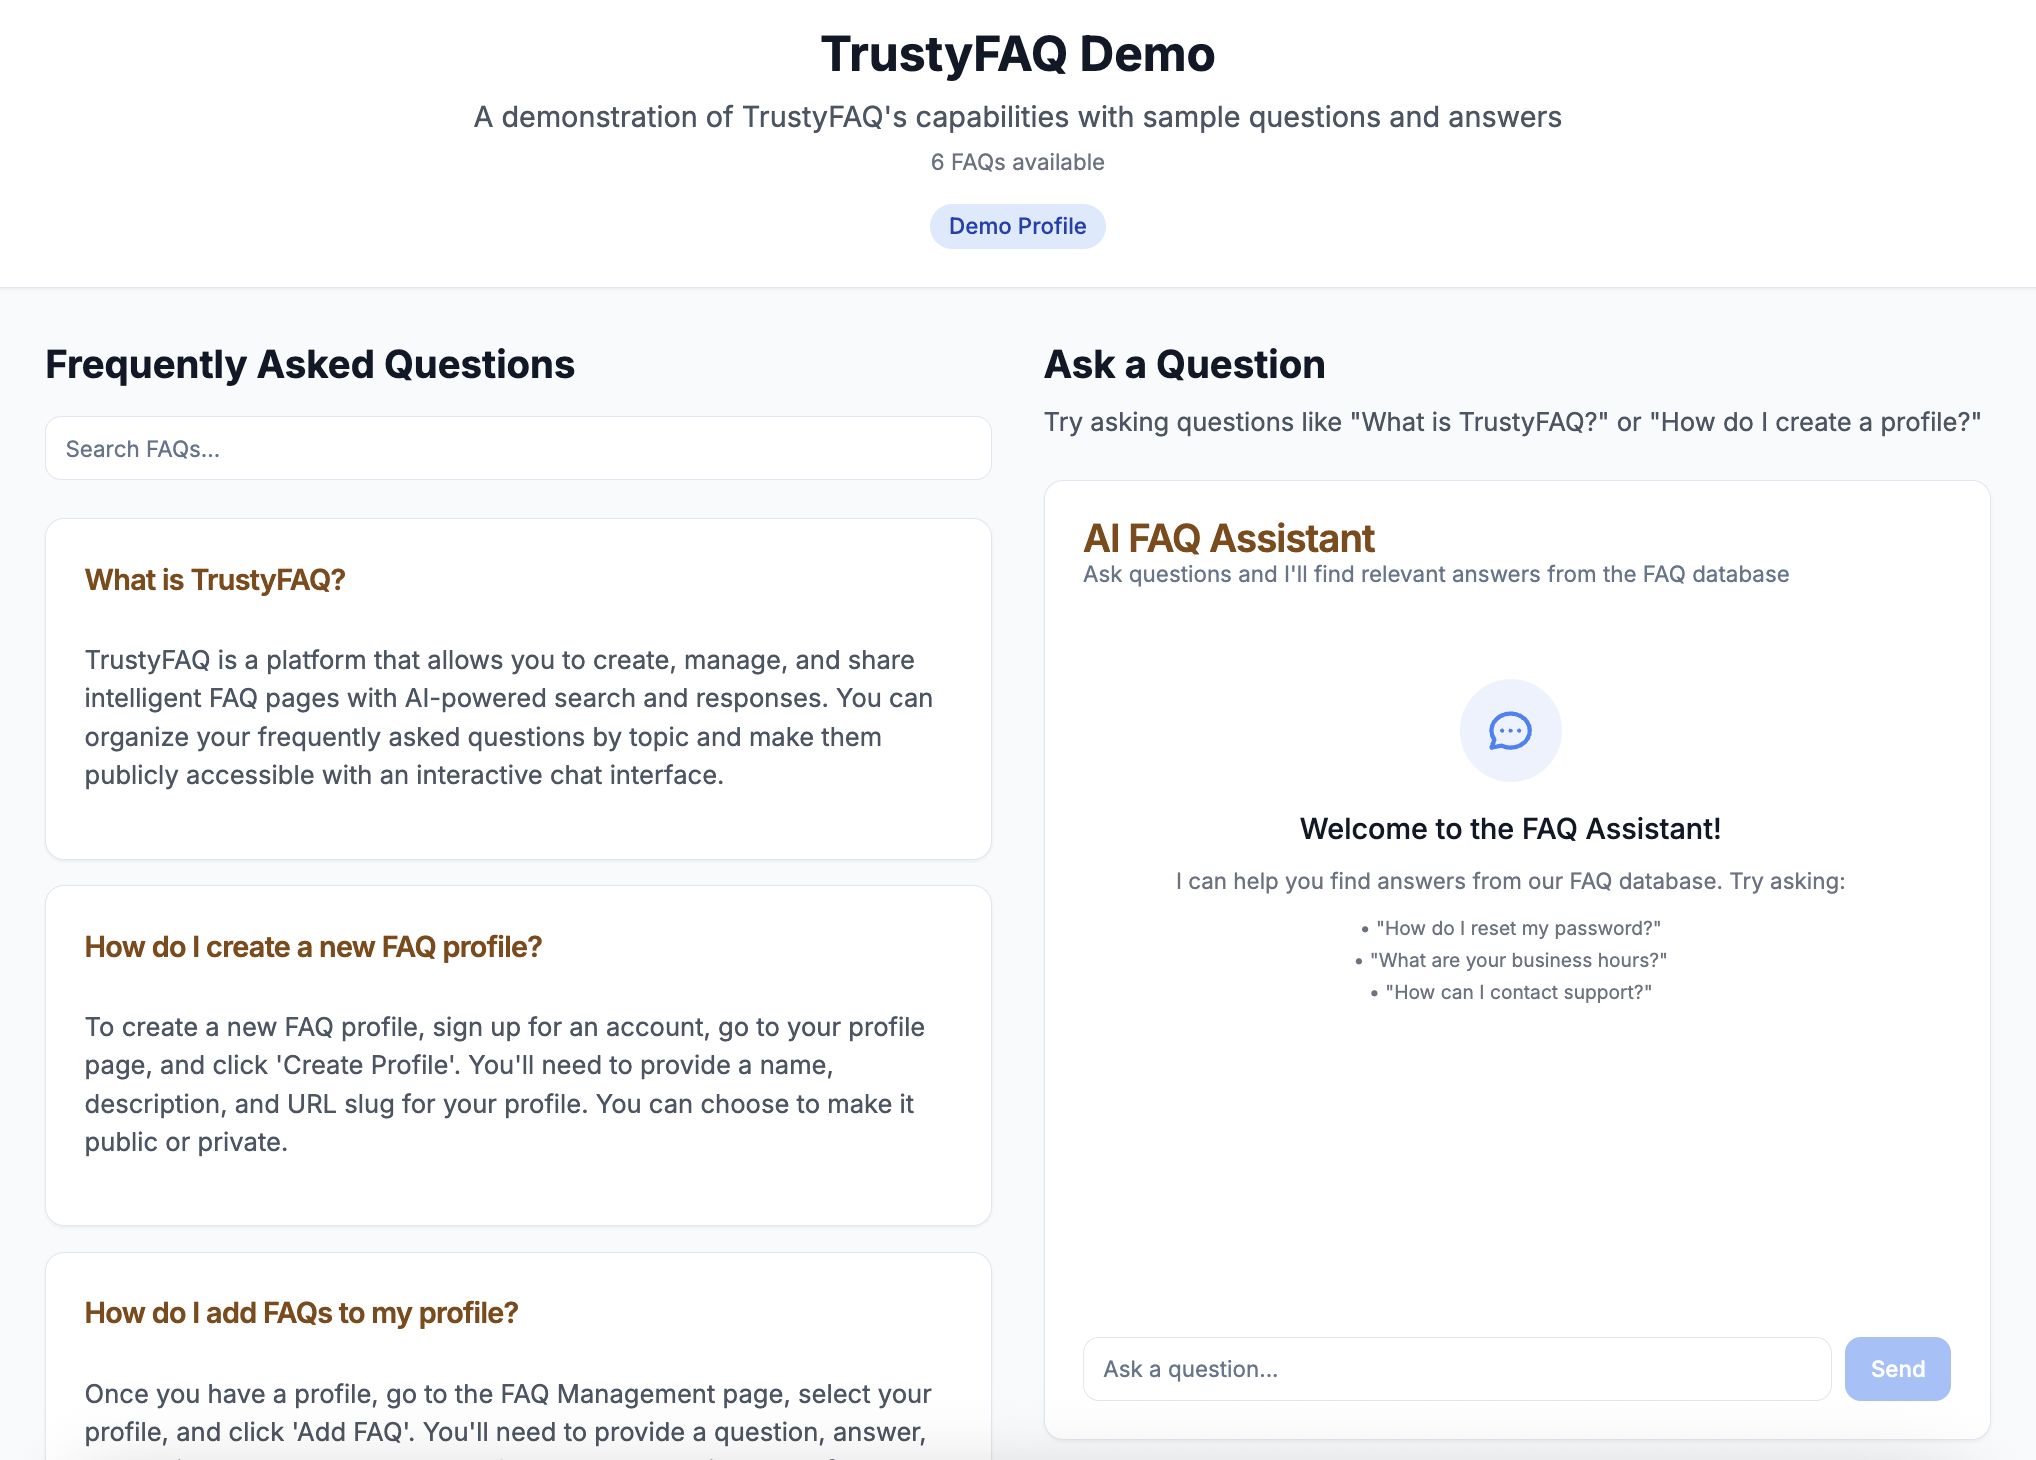 TrustyFAQ Demo
A demonstration of TrustyFAQ's capabilities with sample questions and answers
6 FAQs available
Demo Profile
Frequently Asked Questions
Search FAQs...
What is TrustyFAQ?
TrustyFAQ is a platform that allows you to create, manage, and share
intelligent FAQ pages with AI-powered search and responses. You can
organize your frequently asked questions by topic and make them
publicly accessible with an interactive chat interface.
How do I create a new FAQ profile?
To create a new FAQ profile, sign up for an account, go to your profile
page, and click 'Create Profile'. You'll need to provide a name,
description, and URL slug for your profile. You can choose to make it
public or private.
How do I add FAQs to my profile?
Once you have a profile, go to the FAQ Management page, select your
profile, and click 'Add FAQ'. You'll need to provide a question, answer,
Ask a Question
Try asking questions like "What is TrustyFAQ?" or "How do I create a profile?"
AI FAQ Assistant
Ask questions and I'll find relevant answers from the FAQ database
Welcome to the FAQ Assistant!
I can help you find answers from our FAQ database. Try asking:
• "How do I reset my password?"
• "What are your business hours?"
• "How can I contact support?"
Ask a question...
Send